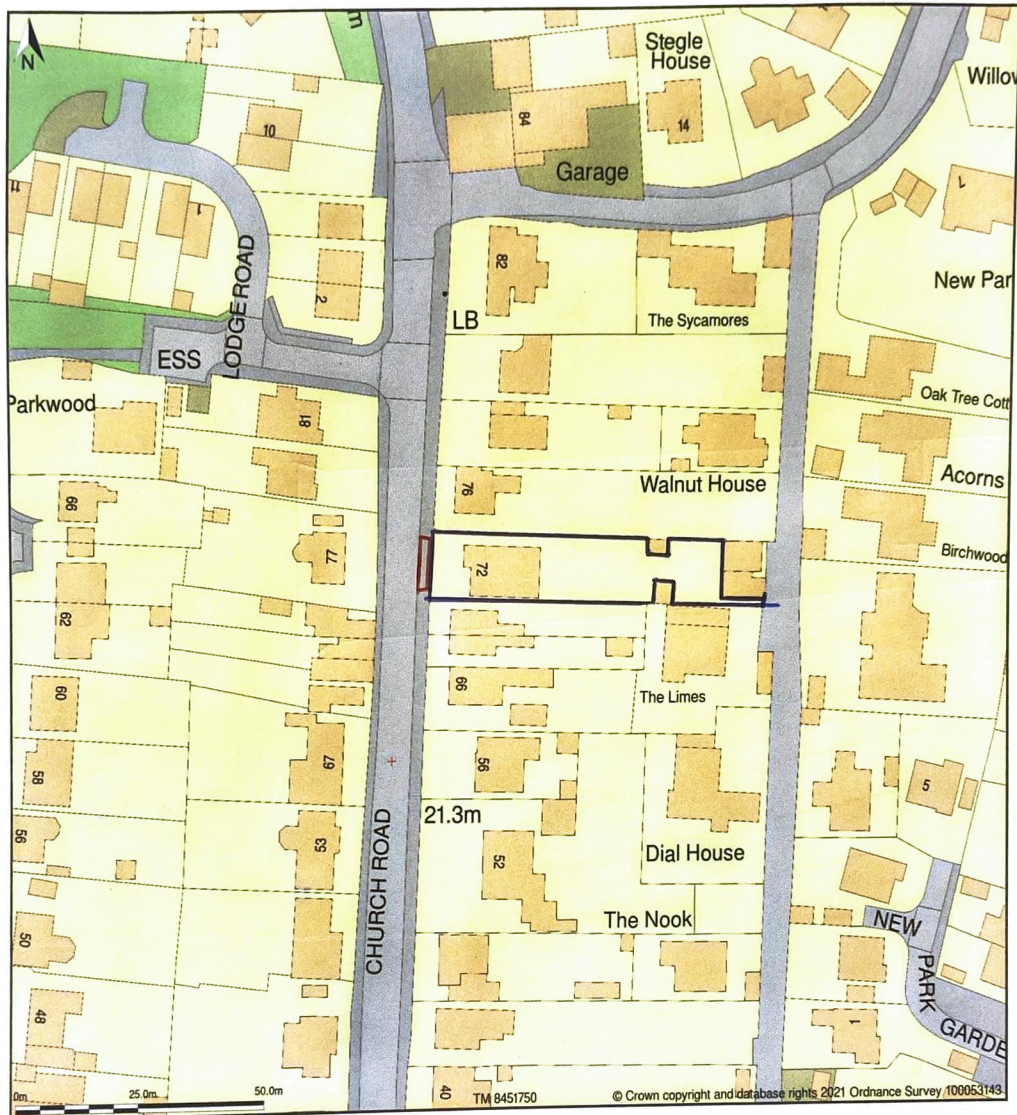 N
m
Stegle
House
Willow
10
84
14
Garage
1
11
1
LODGE ROAD
2
82
New Par
LB
The Sycamores
ESS
Parkwood
81
Oak Tree Cott
Acorns
66
76
Walnut House
77
Birchwood
72
62
66
The Limes
60
67
58
56
5
21.3m
56
53
52
Dial House
CHURCH ROAD
The Nook
50
NEW
PARK
GARDE
48
1
40
0m
25.0m
50.0m
TM 8451750
© Crown copyright and database rights 2021 Ordnance Survey 100053143